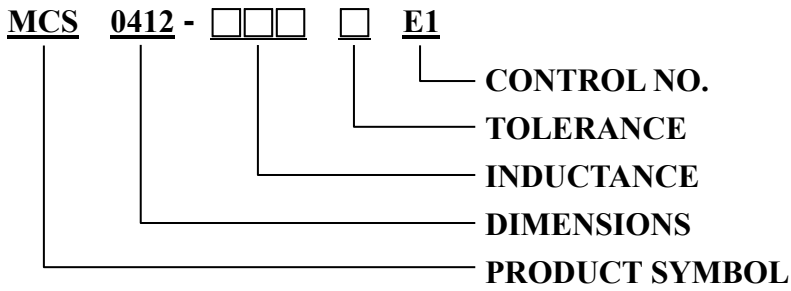 MCS 0412 - □□□ □ E1
CONTROL NO.
TOLERANCE
INDUCTANCE
DIMENSIONS
PRODUCT SYMBOL